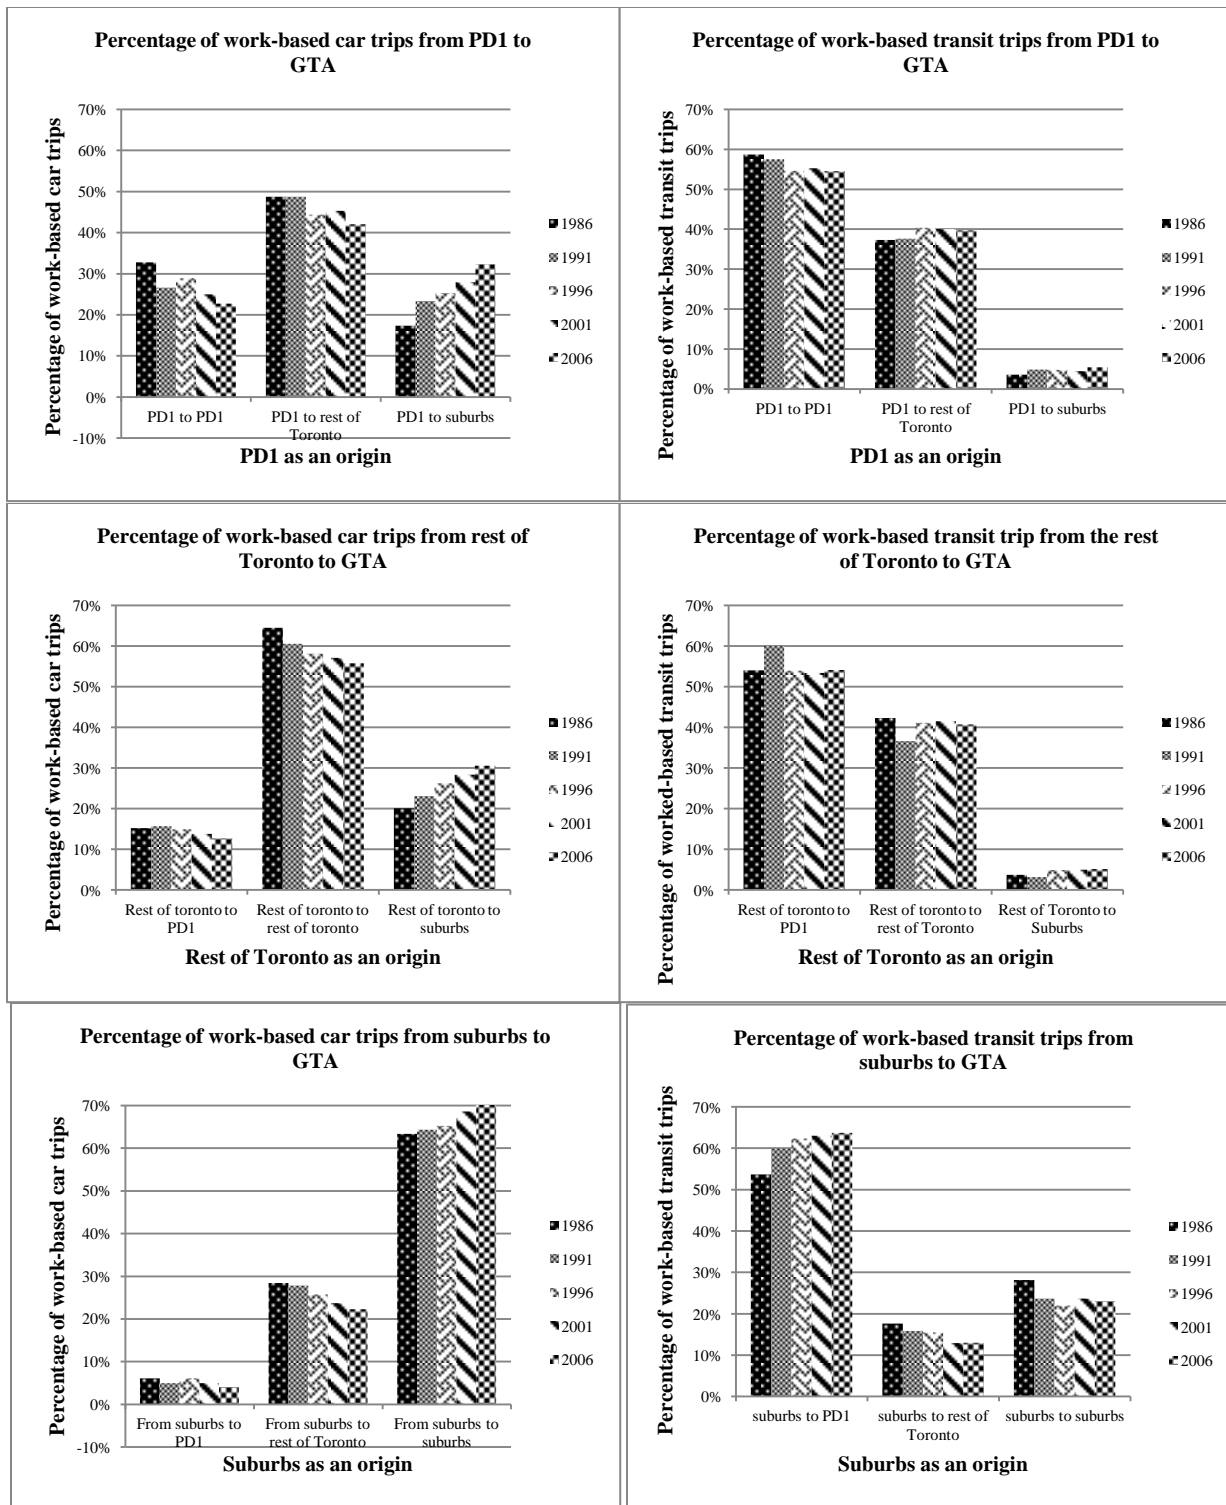 Percentage of work-based car trips from PD1 to
GTA
Percentage of work-based car trips
70%
60%
50%
40%
30%
20%
10%
0%
-10%
PD1 to PD1
PD1 to rest of
Toronto
PD1 to suburbs
PD1 as an origin
1986
1991
1996
2001
2006
Percentage of work-based transit trips from PD1 to
GTA
Percentage of work-based transit trips
70%
60%
50%
40%
30%
20%
10%
0%
PD1 to PD1
PD1 to rest of
Toronto
PD1 to suburbs
PD1 as an origin
1986
1991
1996
2001
2006
Percentage of work-based car trips from rest of
Toronto to GTA
Percentage of work-based car trips
70%
60%
50%
40%
30%
20%
10%
0%
Rest of toronto to
PD1
Rest of toronto to
rest of toronto
Rest of toronto to
suburbs
Rest of Toronto as an origin
1986
1991
1996
2001
2006
Percentage of work-based transit trip from the rest
of Toronto to GTA
Percentage of worked-based transit trips
70%
60%
50%
40%
30%
20%
10%
0%
Rest of toronto to
PD1
Rest of toronto to
rest of Toronto
Rest of Toronto to
Suburbs
Rest of Toronto as an origin
1986
1991
1996
2001
2006
Percentage of work-based car trips from suburbs to
GTA
Percentage of work-based car trips
70%
60%
50%
40%
30%
20%
10%
0%
-10%
From suburbs to
PD1
From suburbs to
rest of Toronto
From suburbs to
suburbs
Suburbs as an origin
1986
1991
1996
2001
2006
Percentage of work-based transit trips from
suburbs to GTA
Percentage of work-based transit trips
70%
60%
50%
40%
30%
20%
10%
0%
suburbs to PD1
suburbs to rest of
Toronto
suburbs to suburbs
Suburbs as an origin
1986
1991
1996
2001
2006